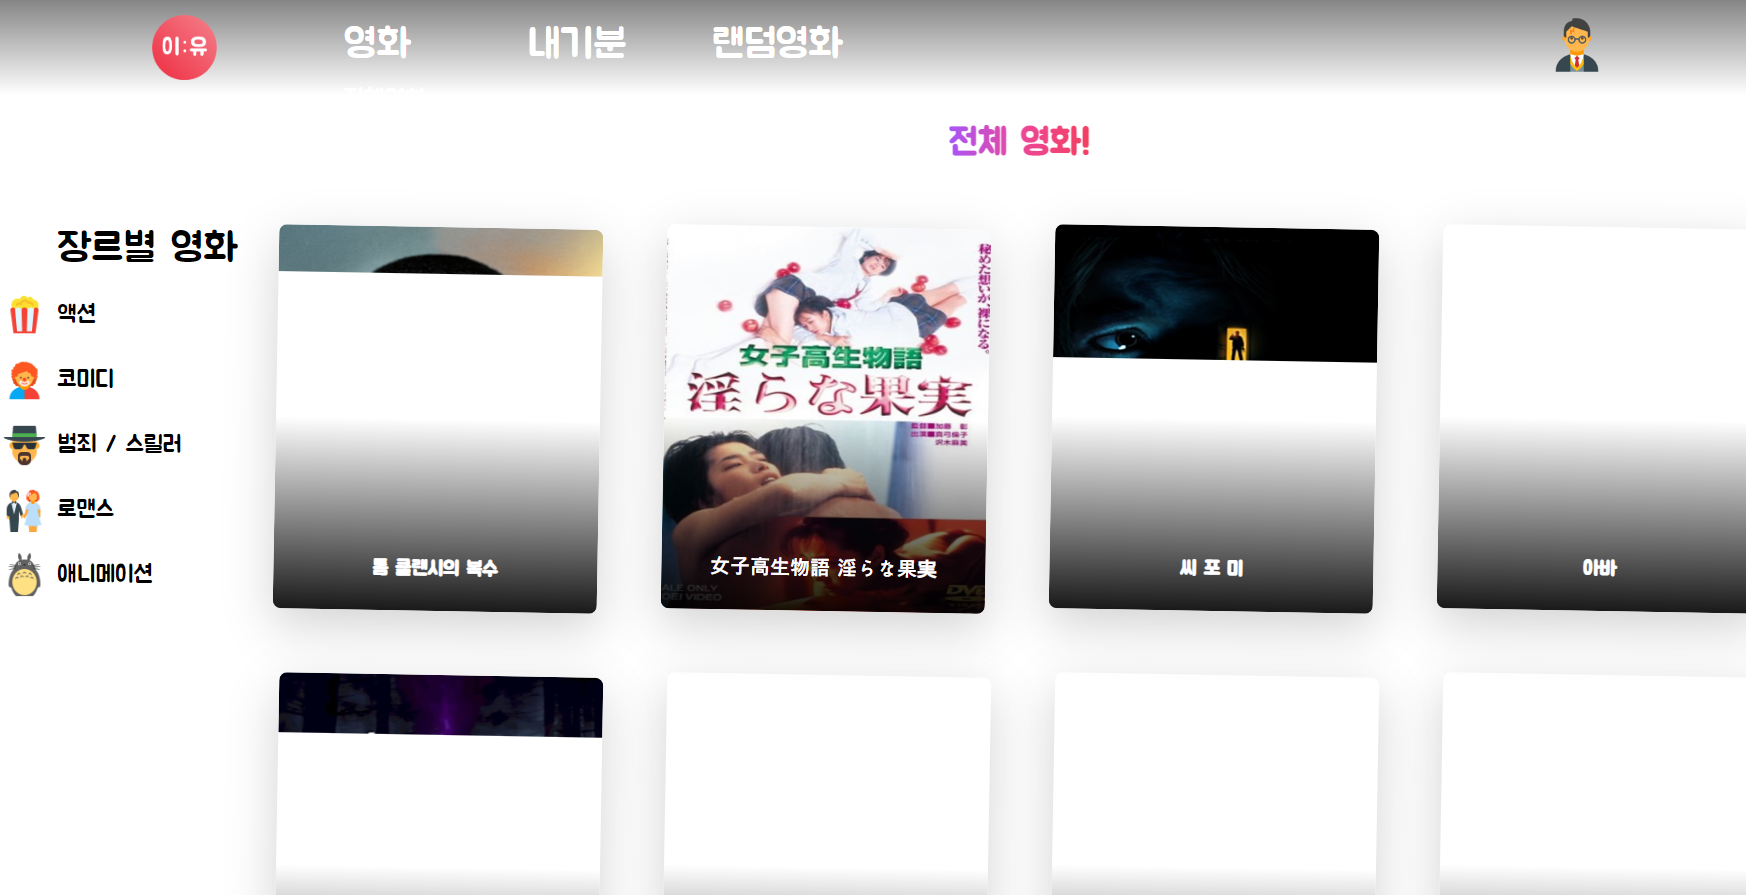 이:유
영화
내기분
랜덤영화
전체 영화!
장르별 영화
액션
코미디
범죄 / 스릴러
로맨스
애니메이션
톰 클랜시의 복수
秘めた想いが、裸になる。
女子高生物語
淫らな果実
女子高生物語 淫らな果実
씨 포 미
아바